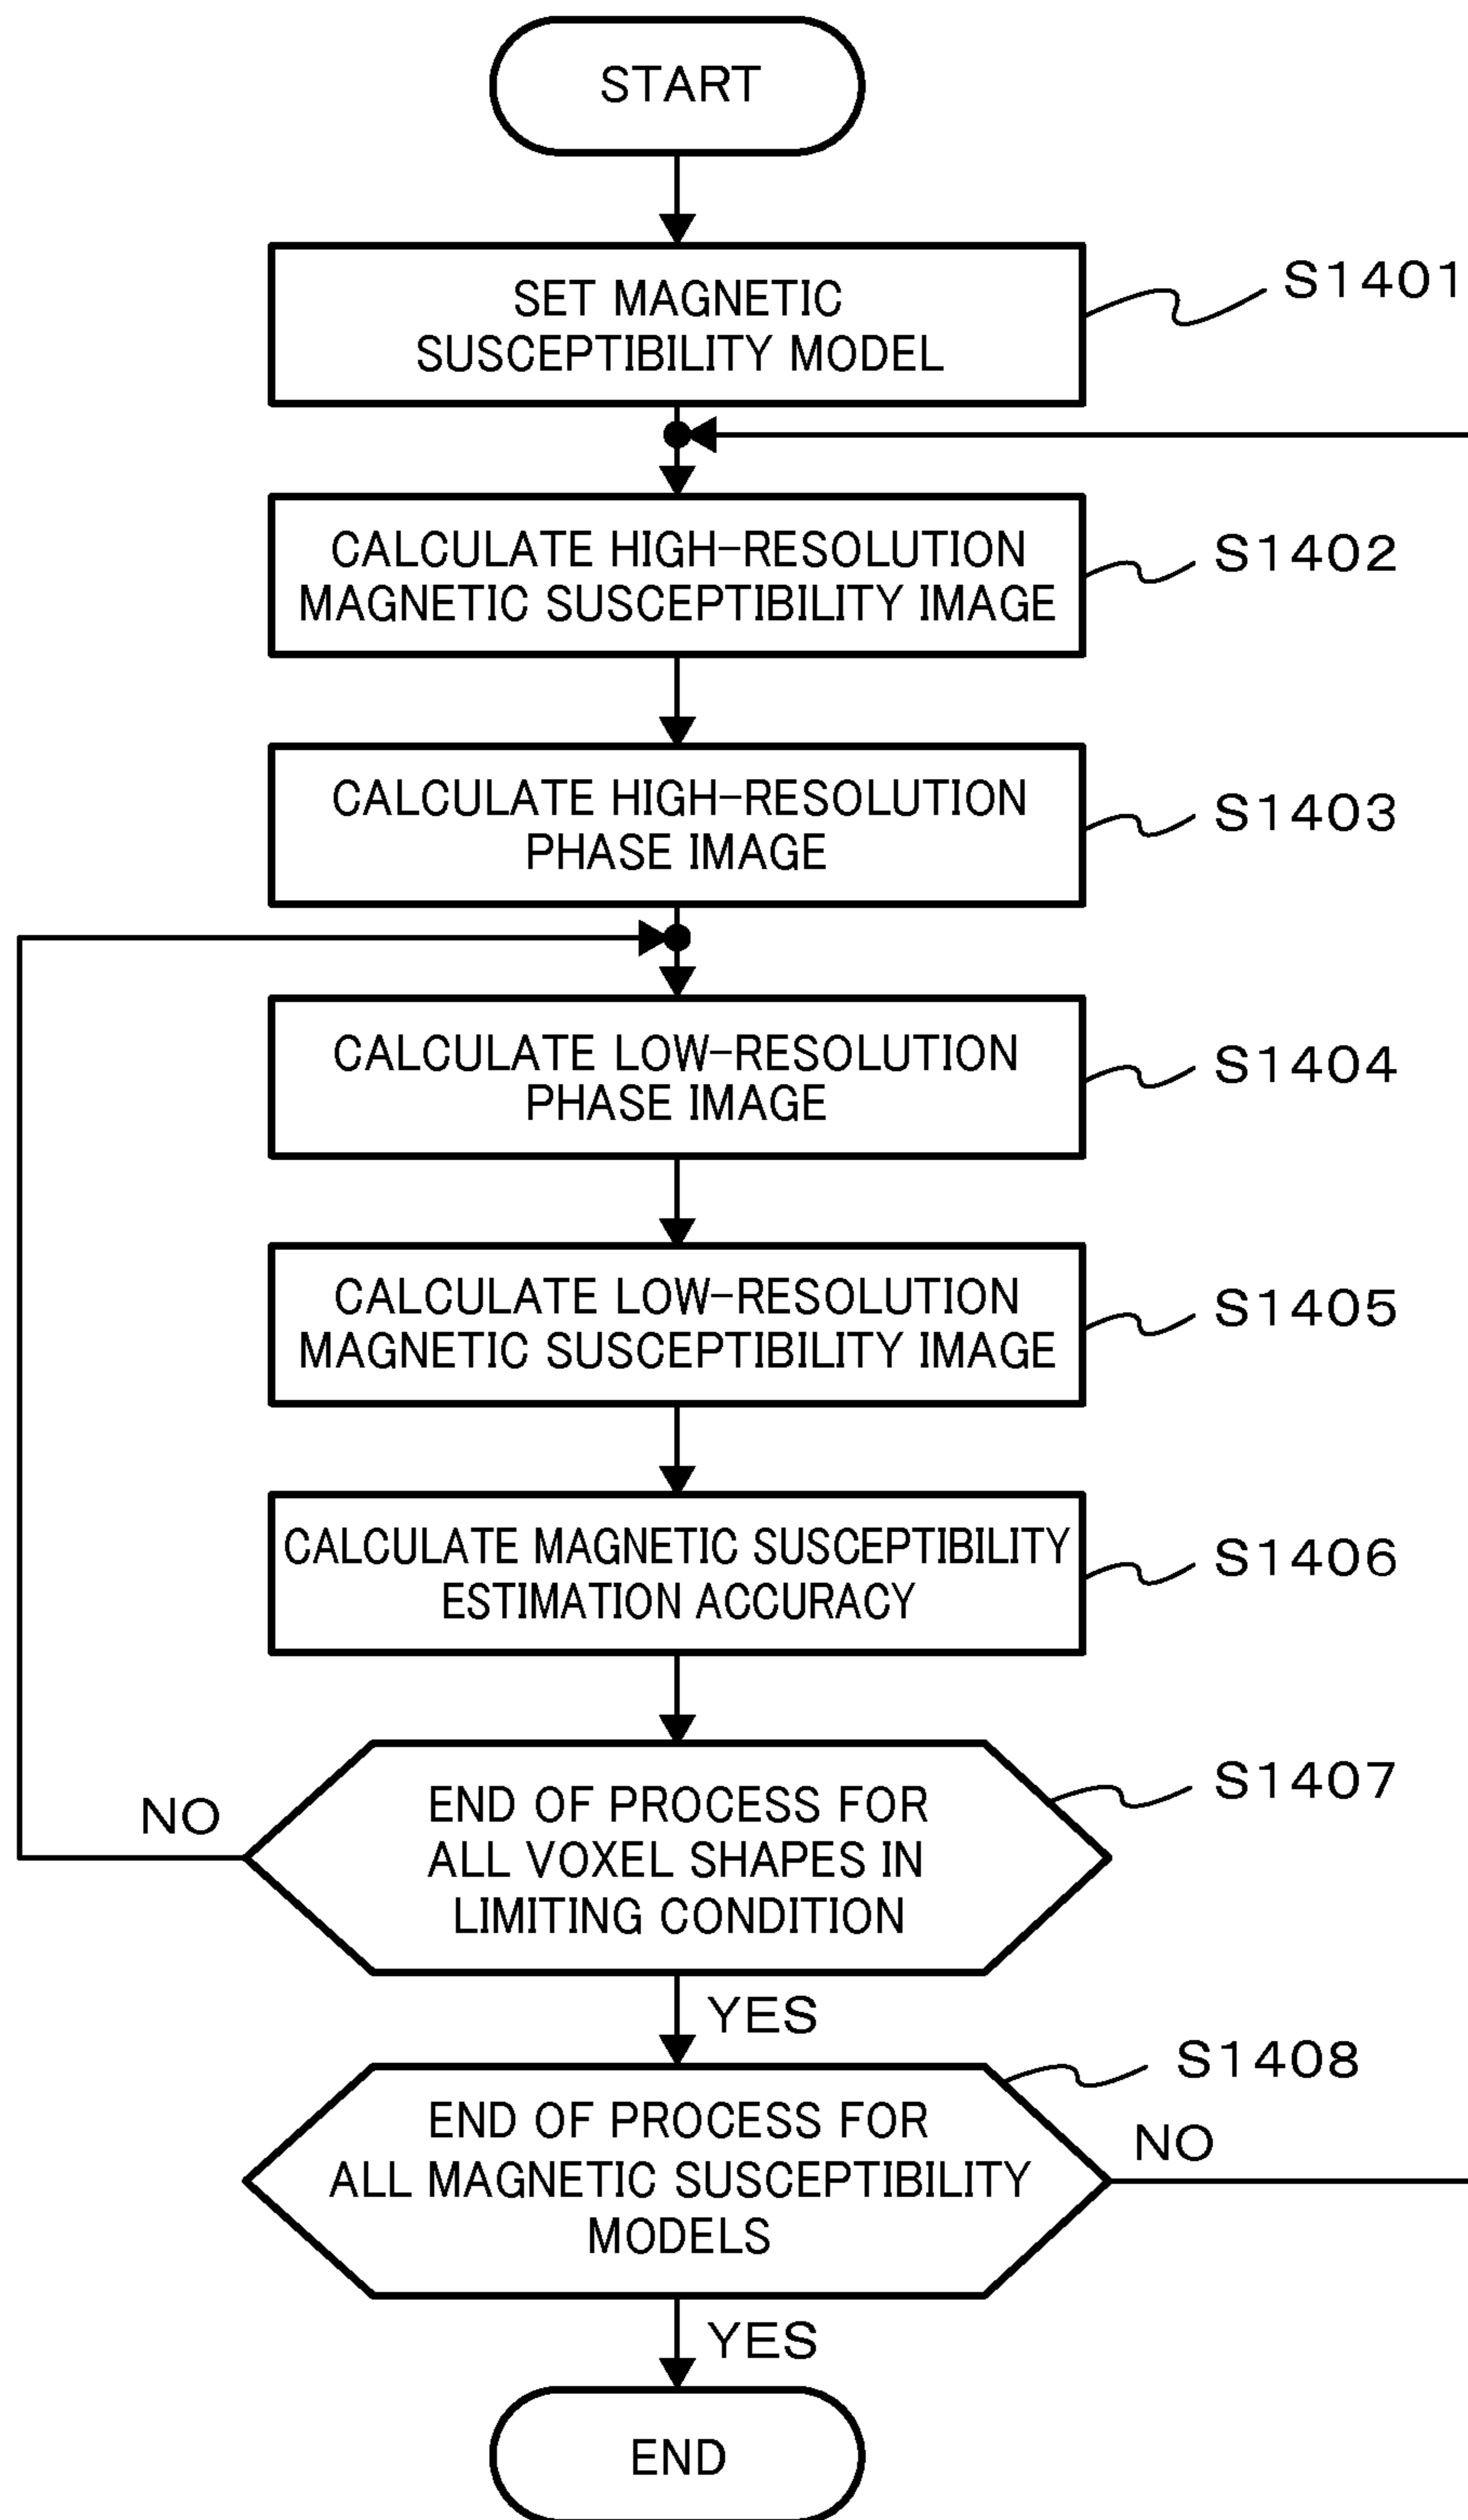 START
SET MAGNETIC
SUSCEPTIBILITY MODEL
S1401
CALCULATE HIGH-RESOLUTION
MAGNETIC SUSCEPTIBILITY IMAGE
S1402
CALCULATE HIGH-RESOLUTION
PHASE IMAGE
S1403
CALCULATE LOW-RESOLUTION
PHASE IMAGE
S1404
CALCULATE LOW-RESOLUTION
MAGNETIC SUSCEPTIBILITY IMAGE
S1405
CALCULATE MAGNETIC SUSCEPTIBILITY
ESTIMATION ACCURACY
S1406
END OF PROCESS FOR
ALL VOXEL SHAPES IN
LIMITING CONDITION
S1407
NO
YES
END OF PROCESS FOR
ALL MAGNETIC SUSCEPTIBILITY
MODELS
S1408
NO
YES
END